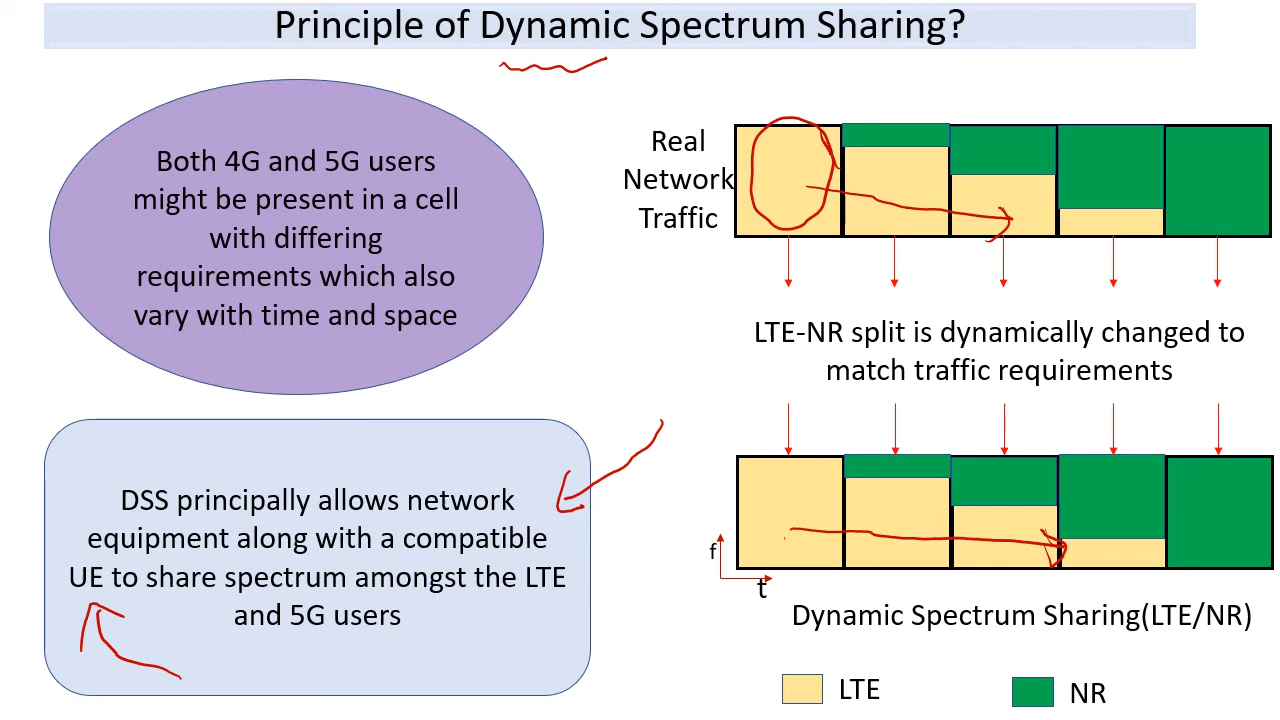 Principle of Dynamic Spectrum Sharing?
Both 4G and 5G users
might be present in a cell
with differing
requirements which also
vary with time and space
DSS principally allows network
equipment along with a compatible
UE to share spectrum amongst the LTE
and 5G users
Real
Network
Traffic
LTE-NR split is dynamically changed to
match traffic requirements
f
t
Dynamic Spectrum Sharing(LTE/NR)
LTE
NR